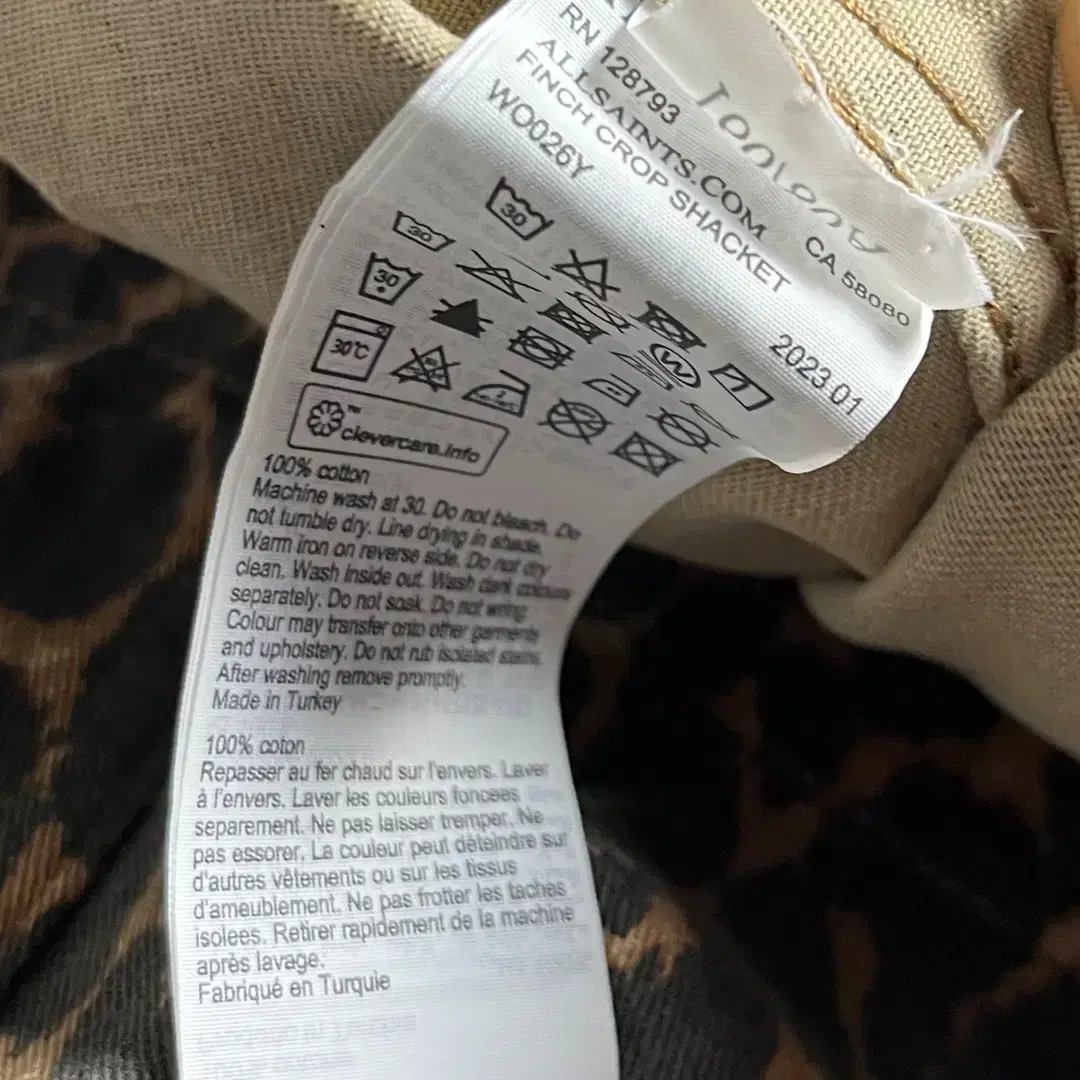 RN 128793
CA 58080
ALLSAINTS.COM
FINCH CROP SHACKET
WO026Y
2023 01
30
30
30
30°C
W
clevercare.info
TM
100% cotton
Machine wash at 30. Do not bleach. Do
not tumble dry. Line drying in shade.
Warm iron on reverse side. Do not dry
clean. Wash inside out. Wash dark colours
separately. Do not soak. Do not wring
Colour may transfer onto other garments
and upholstery. Do not rub isolated stains.
After washing remove promptly.
Made in Turkey
100% coton
Repasser au fer chaud sur l'envers. Laver
à l'envers. Laver les couleurs foncees
separement. Ne pas laisser tremper. Ne
pas essorer. La couleur peut déteindre sur
d'autres vêtements ou sur les tissus
d'ameublement. Ne pas frotter les taches
isolees. Retirer rapidement de la machine
après lavage.
Fabriqué en Turquie